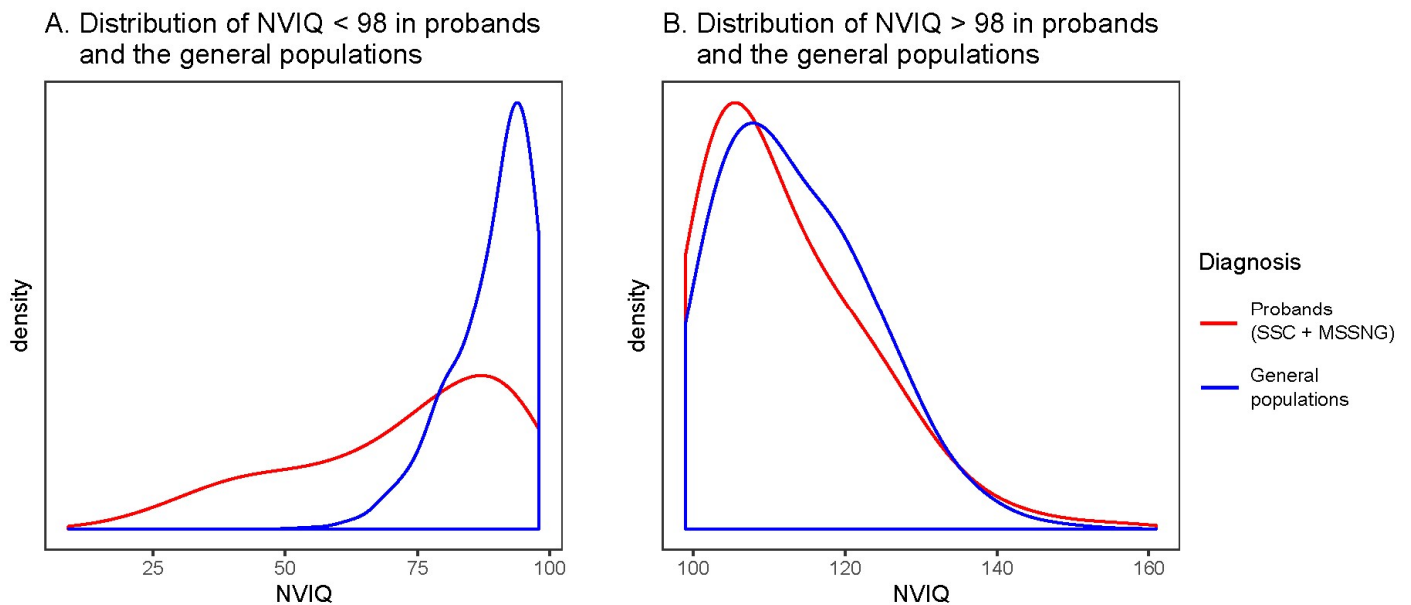 A. Distribution of NVIQ < 98 in probands
and the general populations
density
25
50
75
100
NVIQ
B. Distribution of NVIQ > 98 in probands
and the general populations
density
100
120
140
160
NVIQ
Diagnosis
Probands
(SSC + MSSNG)
General
populations